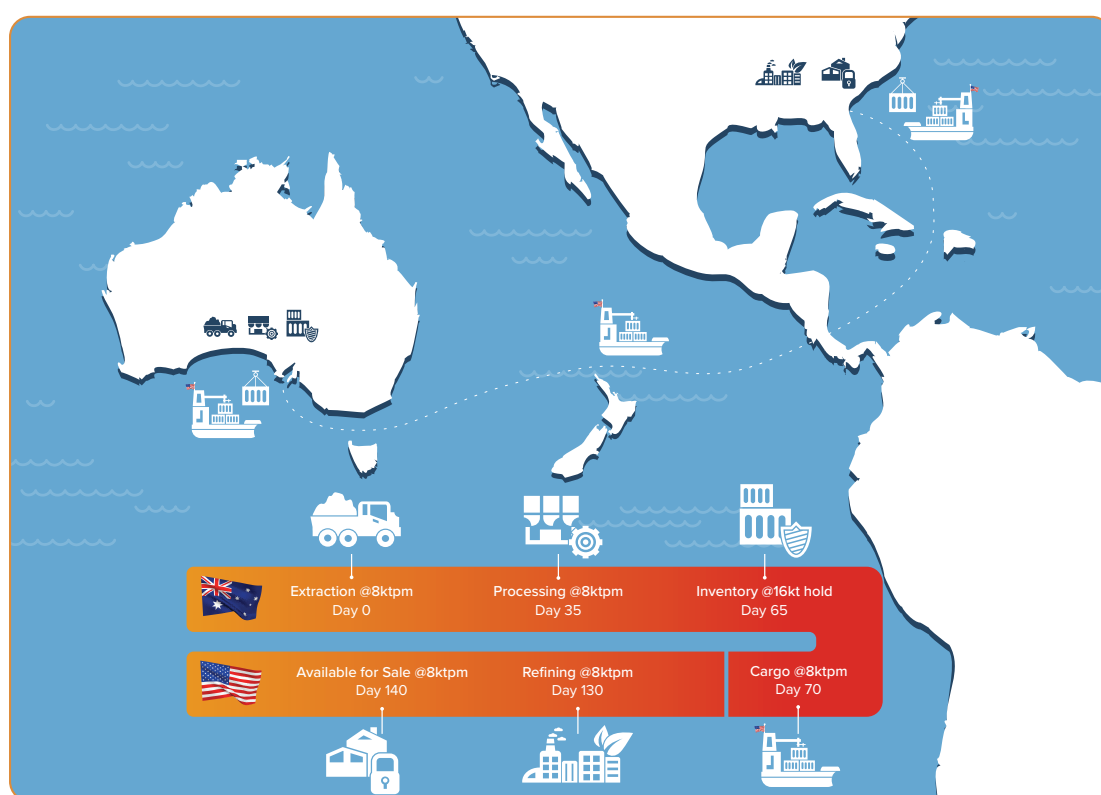 Extraction @8ktpm
Day 0
Processing @8ktpm
Day 35
Inventory @16kt hold
Day 65
Available for Sale @8ktpm
Day 140
Refining @8ktpm
Day 130
Cargo @8ktpm
Day 70